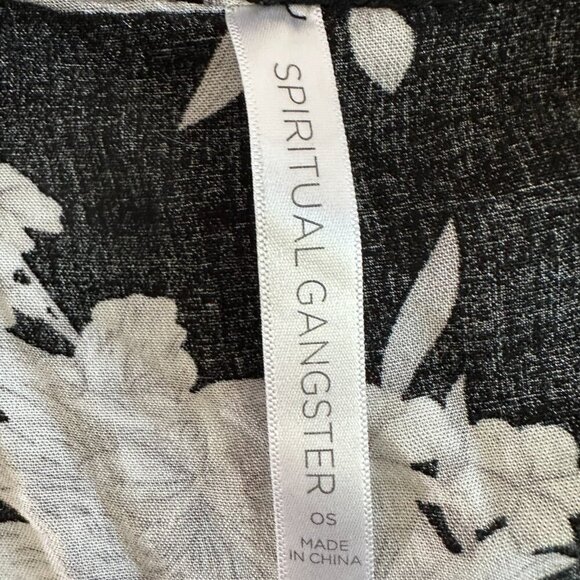 SPIRITUAL GANGSTER
OS
MADE
IN CHINA